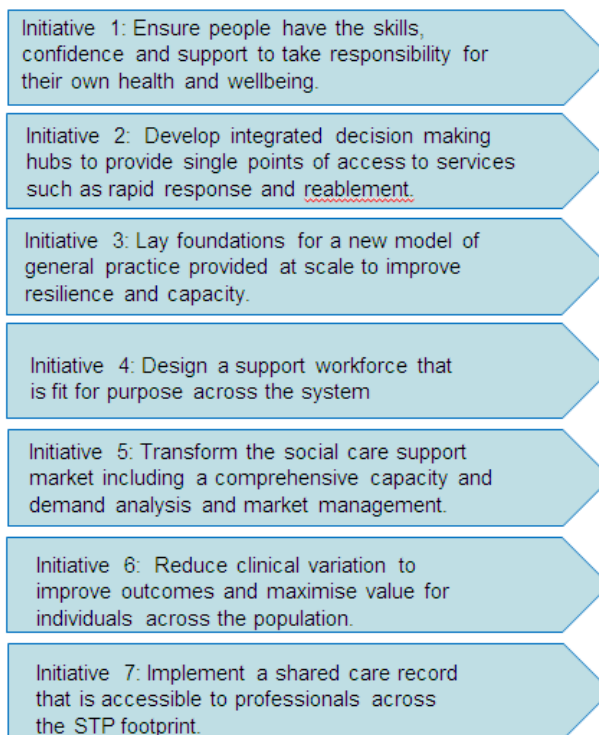 Initiative 1: Ensure people have the skills,
confidence and support to take responsibility for
their own health and wellbeing.
Initiative 2: Develop integrated decision making
hubs to provide single points of access to services
such as rapid response and reablement.
Initiative 3: Lay foundations for a new model of
general practice provided at scale to improve
resilience and capacity.
Initiative 4: Design a support workforce that
is fit for purpose across the system
Initiative 5: Transform the social care support
market including a comprehensive capacity and
demand analysis and market management.
Initiative 6: Reduce clinical variation to
improve outcomes and maximise value for
individuals across the population.
Initiative 7: Implement a shared care record
that is accessible to professionals across
the STP footprint.